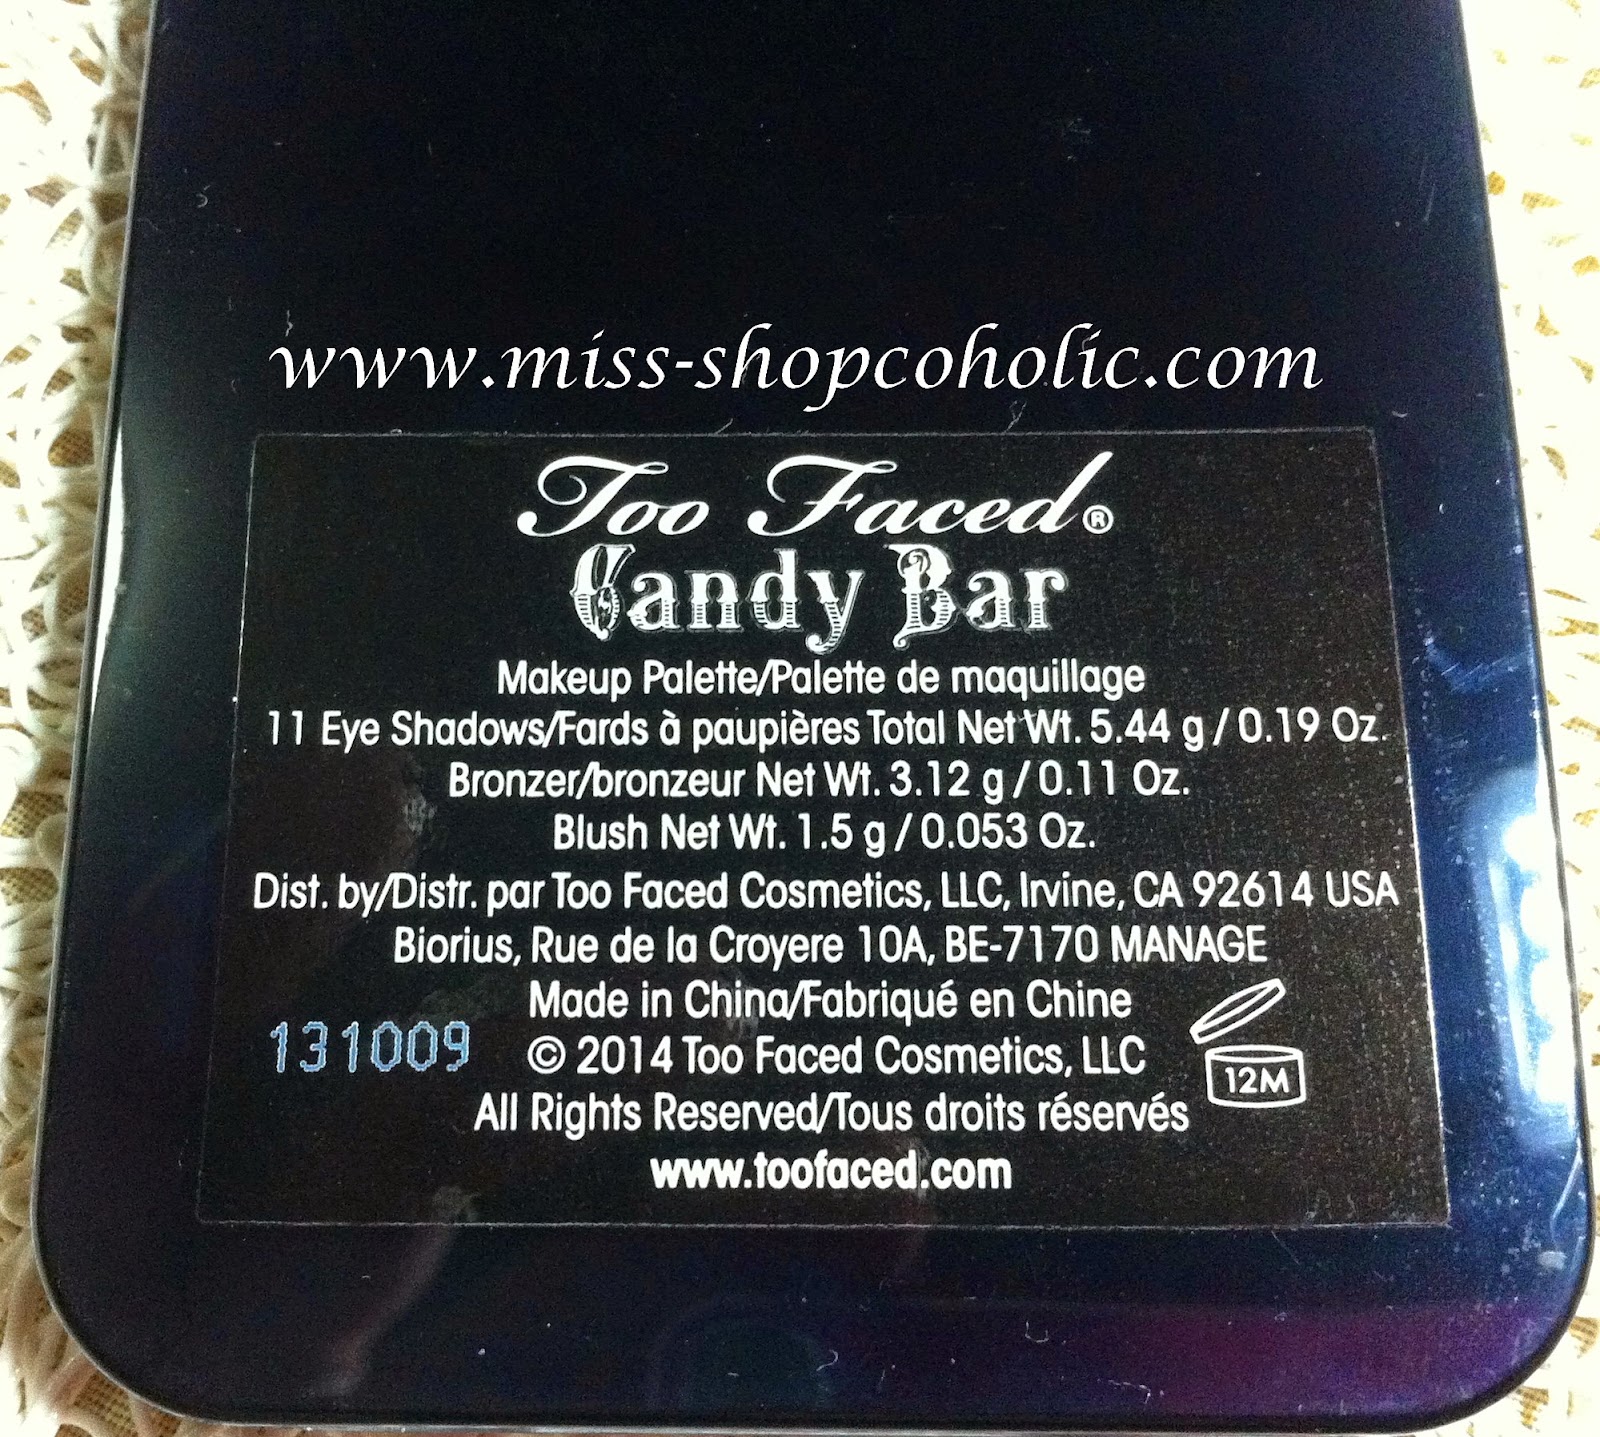 www.miss-shopcoholic.com
Too Faced®
Candy Bar
Makeup Palette/Palette de maquillage
11 Eye Shadows/Fards à paupières Total Net Wt. 5.44 g / 0.19 Oz.
Bronzer/bronzeur Net Wt. 3.12 g / 0.11 Oz.
Blush Net Wt. 1.5 g / 0.053 Oz.
Dist. by/Distr. par Too Faced Cosmetics, LLC, Irvine, CA 92614 USA
Biorius, Rue de la Croyere 10A, BE-7170 MANAGE
Made in China/Fabriqué en Chine
131009 © 2014 Too Faced Cosmetics, LLC
12M
All Rights Reserved/Tous droits réservés
www.toofaced.com